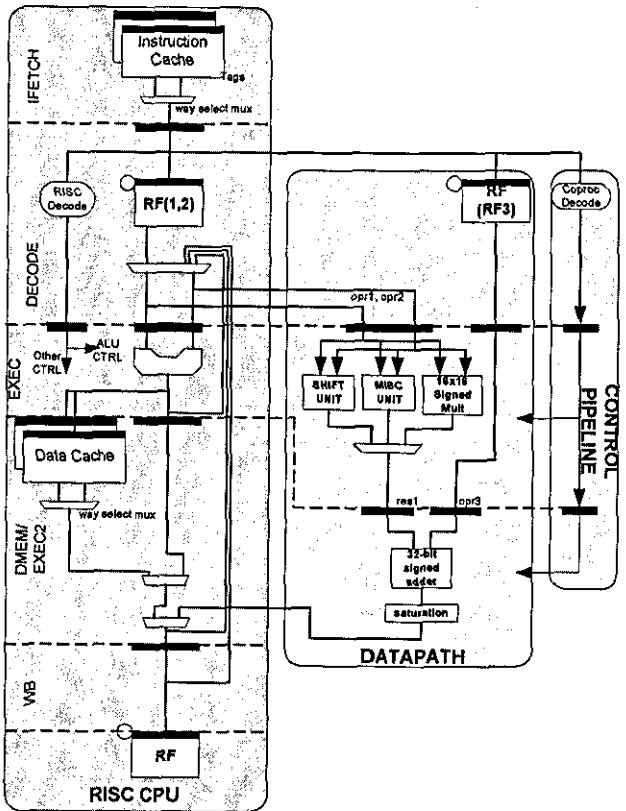 Instruction
Cache
Tags
way select mux
IFETCH
RISC
Decode
RF(1,2)
RF
(RF3)
Coproc
Decode
DECODE
opr1, opr2
ALU
CTRL
Other
CTRL
EXEC
SHIFT
UNIT
MISC
UNIT
16x16
Signed
Mult
CONTROL
PIPELINE
Data Cache
way select mux
DMEM/
EXEC2
res1
opr3
32-bit
signed
adder
saturation
DATAPATH
WB
RF
RISC CPU